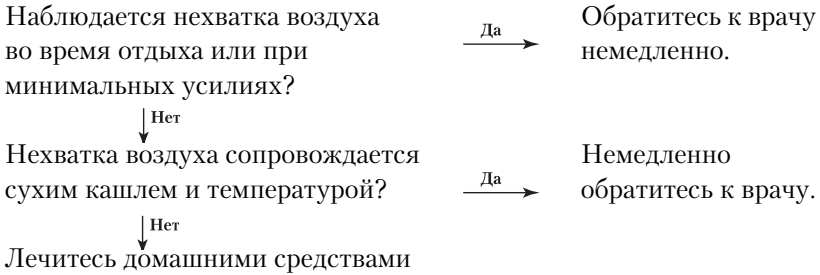 Наблюдается нехватка воздуха
во время отдыха или при
минимальных усилиях?
Да
Обратитесь к врачу
немедленно.
Нет
Нехватка воздуха сопровождается
сухим кашлем и температурой?
Да
Немедленно
обратитесь к врачу.
Нет
Лечитесь домашними средствами